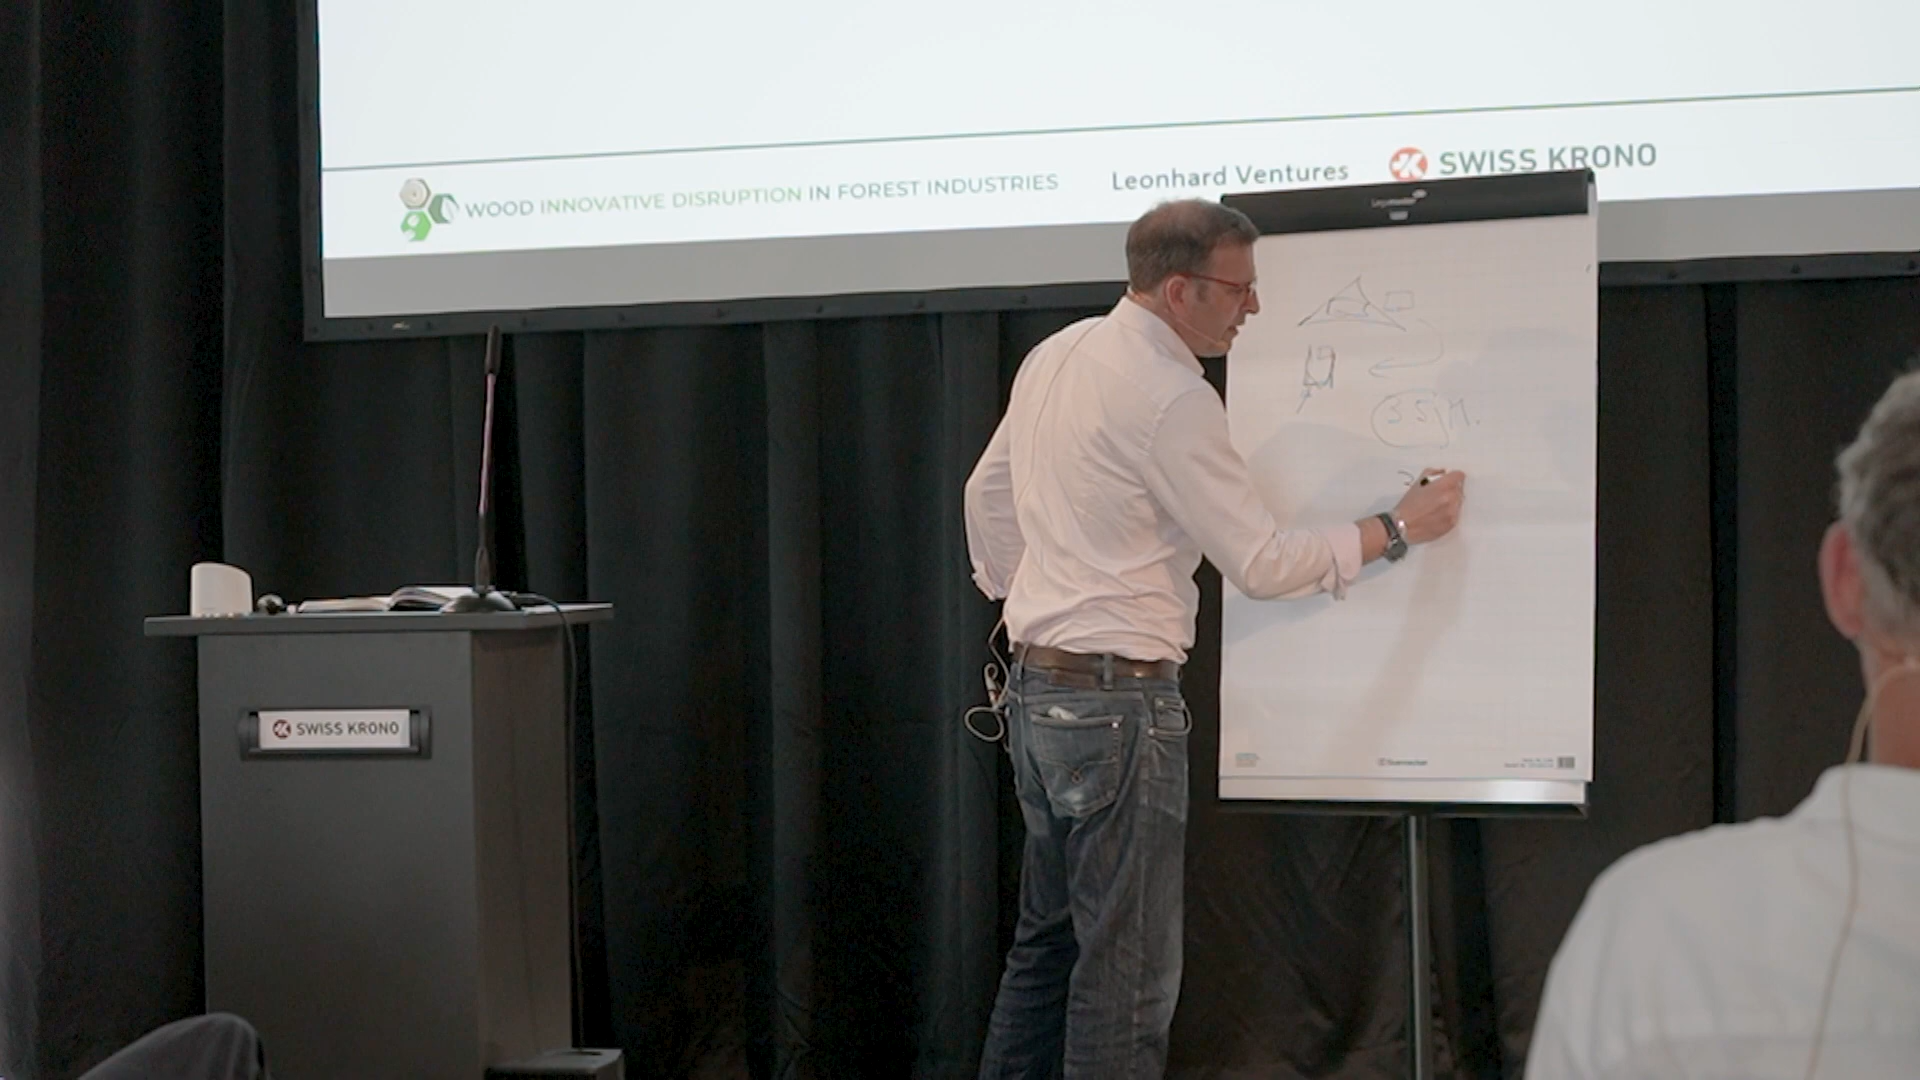 WOOD INNOVATIVE DISRUPTION IN FOREST INDUSTRIES
Leonhard Ventures
SWISS KRONO
SWISS KRONO